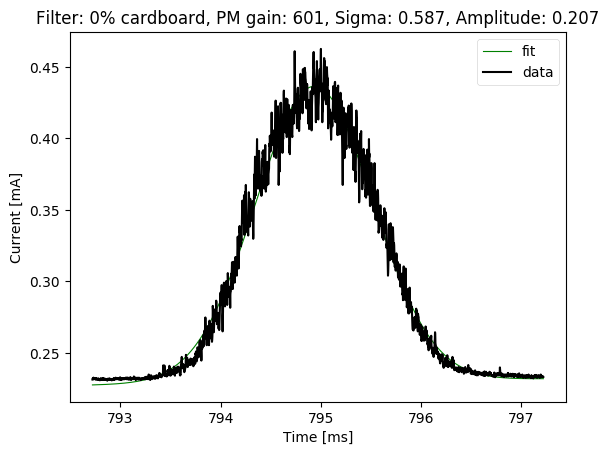 Filter: 0% cardboard, PM gain: 601, Sigma: 0.587, Amplitude: 0.207
fit
data
0.45
0.40
0.35
0.30
0.25
Current [mA]
793
794
795
796
797
Time [ms]